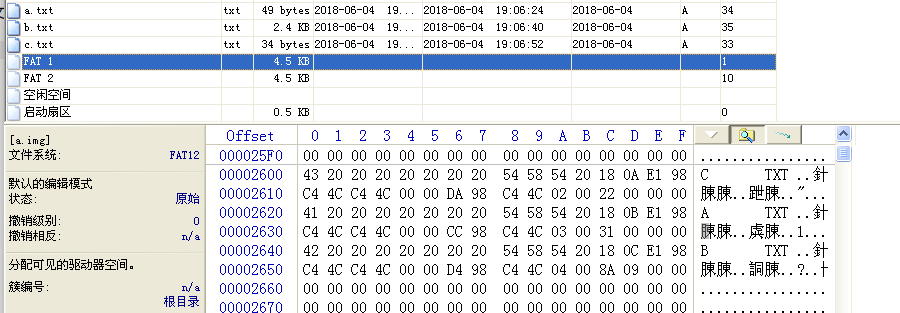 a.txt txt 49 bytes 2018-06-04 19... 2018-06-04 19:06:24 2018-06-04 A 34
b.txt txt 2.4 KB 2018-06-04 19... 2018-06-04 19:06:40 2018-06-04 A 35
c.txt txt 34 bytes 2018-06-04 19... 2018-06-04 19:06:52 2018-06-04 A 33
FAT 1 4.5 KB 1
FAT 2 4.5 KB 10
空闲空间
启动扇区 0.5 KB 0
[a.img]
文件系统: FAT12
默认的编辑模式
状态: 原始
撤销级别: 0
撤销相反: n/a
分配可见的驱动器空间。
簇编号: n/a
根目录
Offset 0 1 2 3 4 5 6 7 8 9 A B C D E F
000025F0 00 00 00 00 00 00 00 00 00 00 00 00 00 00 00 00 ................
00002600 43 20 20 20 20 20 20 20 54 58 54 20 18 0A E1 98 C TXT ..針
00002610 C4 4C C4 4C 00 00 DA 98 C4 4C 02 00 22 00 00 00 腖腖..跇腖.."...
00002620 41 20 20 20 20 20 20 20 54 58 54 20 18 0B E1 98 A TXT ..針
00002630 C4 4C C4 4C 00 00 CC 98 C4 4C 03 00 31 00 00 00 腖腖..虡腖..1...
00002640 42 20 20 20 20 20 20 20 54 58 54 20 18 0C E1 98 B TXT ..針
00002650 C4 4C C4 4C 00 00 D4 98 C4 4C 04 00 8A 09 00 00 腖腖..詷腖..?..
00002660 00 00 00 00 00 00 00 00 00 00 00 00 00 00 00 00 ................
00002670 00 00 00 00 00 00 00 00 00 00 00 00 00 00 00 00 ................